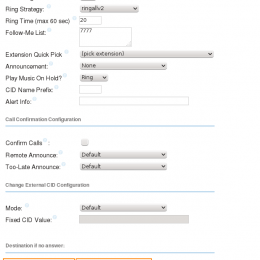 Ring Strategy: ringallv2
Ring Time (max 60 sec) 20
Follow-Me List: ????
Extension Quick Pick (pick extension)
Announcement: None
Play Music On Hold? Ring
CID Name Prefix:
Alert Info:
Call Confirmation Configuration
Confirm Calls :
Remote Announce: Default
Too-Late Announce: Default
Change External CID Configuration
Mode: Default
Fixed CID Value:
Destination if no answer: